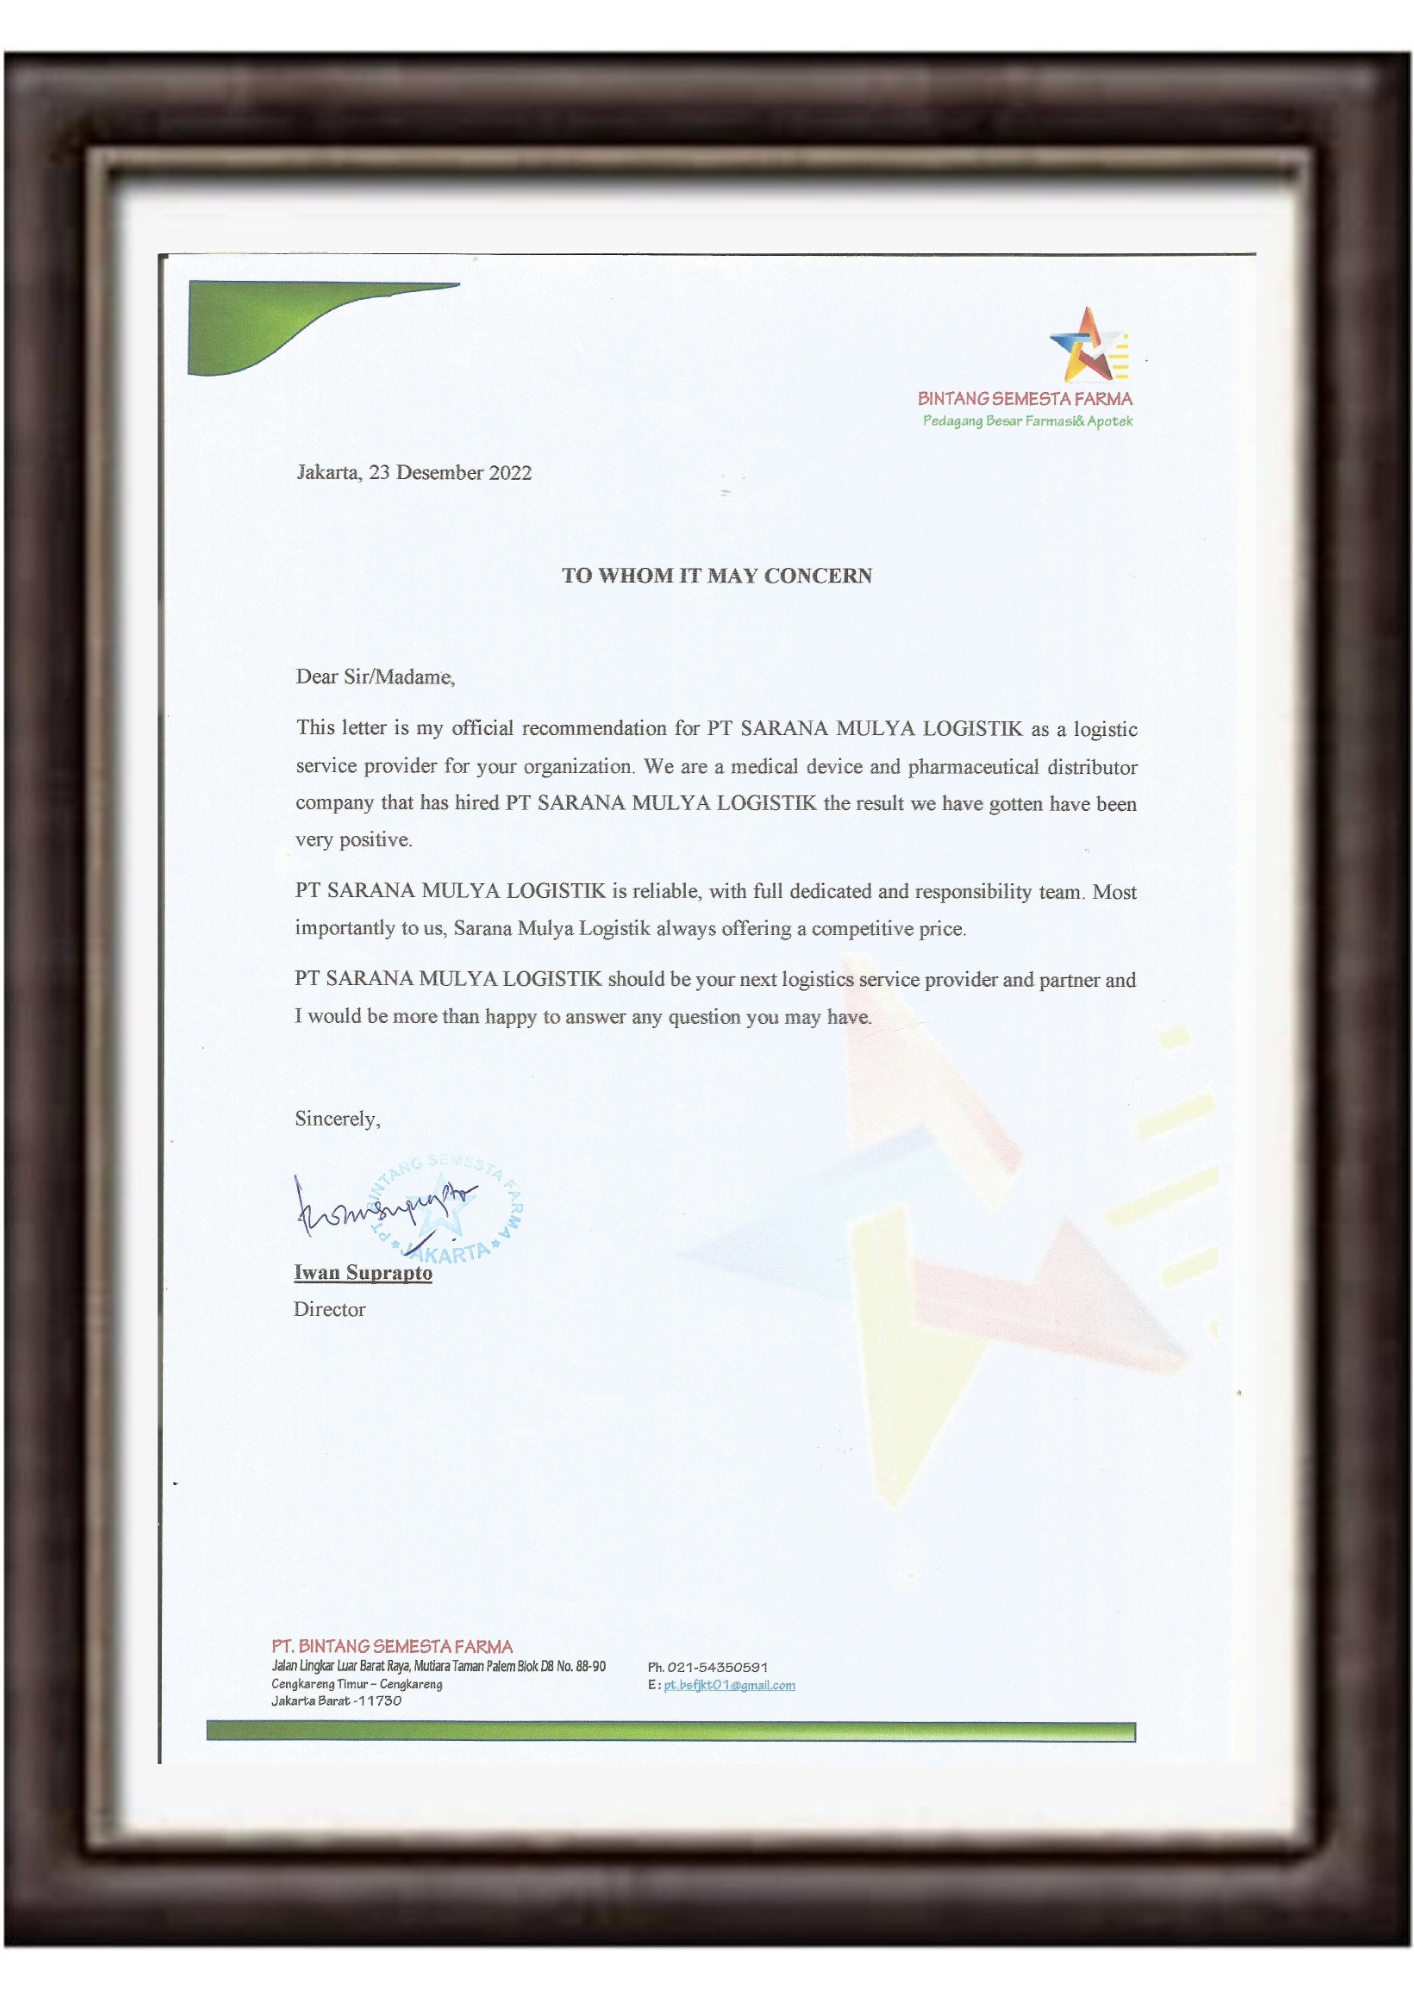 BINTANG SEMESTA FARMA
Pedagang Besar Farmasi& Apotek
Jakarta, 23 Desember 2022
TO WHOM IT MAY CONCERN
Dear Sir/Madame,
This letter is my official recommendation for PT SARANA MULYA LOGISTIK as a logistic
service provider for your organization. We are a medical device and pharmaceutical distributor
company that has hired PT SARANA MULYA LOGISTIK the result we have gotten have been
very positive.
PT SARANA MULYA LOGISTIK is reliable, with full dedicated and responsibility team. Most
importantly to us, Sarana Mulya Logistik always offering a competitive price.
PT SARANA MULYA LOGISTIK should be your next logistics service provider and partner and
I would be more than happy to answer any question you may have.
Sincerely,
PT. BINTANG SEMESTA FARMA
JAKARTA
Iwan Suprapto
Director
PT. BINTANG SEMESTA FARMA
Jalan Lingkar Luar Barat Raya, Mutiara Taman Palem Blok D8 No. 88-90
Cengkareng Timur – Cengkareng
Jakarta Barat -11730
Ph. 021-54350591
E : pt.bsfjkt01@gmail.com